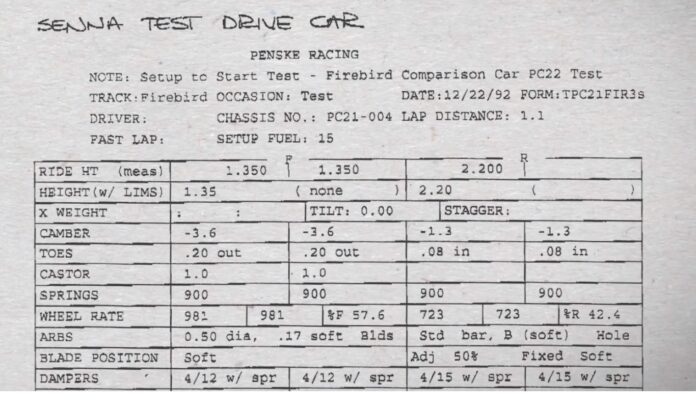 SENNA TEST DRIVE CAR
PENSKE RACING
NOTE: Setup to Start Test - Firebird Comparison Car PC22 Test
TRACK:Firebird OCCASION: Test DATE:12/22/92 FORM:TPC21FIR3s
DRIVER: CHASSIS NO.: PC21-004 LAP DISTANCE: 1.1
FAST LAP: SETUP FUEL: 15
F R
RIDE HT (meas) 1.350 1.350 2.200
HEIGHT(w/ LIMS) 1.35 ( none ) 2.20 ( )
X WEIGHT : : TILT: 0.00 STAGGER:
CAMBER -3.6 -3.6 -1.3 -1.3
TOES .20 out .20 out .08 in .08 in
CASTOR 1.0 1.0
SPRINGS 900 900 900 900
WHEEL RATE 981 981 %F 57.6 723 723 %R 42.4
ARBS 0.50 dia, .17 soft Blds Std bar, B (soft) Hole
BLADE POSITION Soft Adj 50% Fixed Soft
DAMPERS 4/12 w/ spr 4/12 w/ spr 4/15 w/ spr 4/15 w/ spr